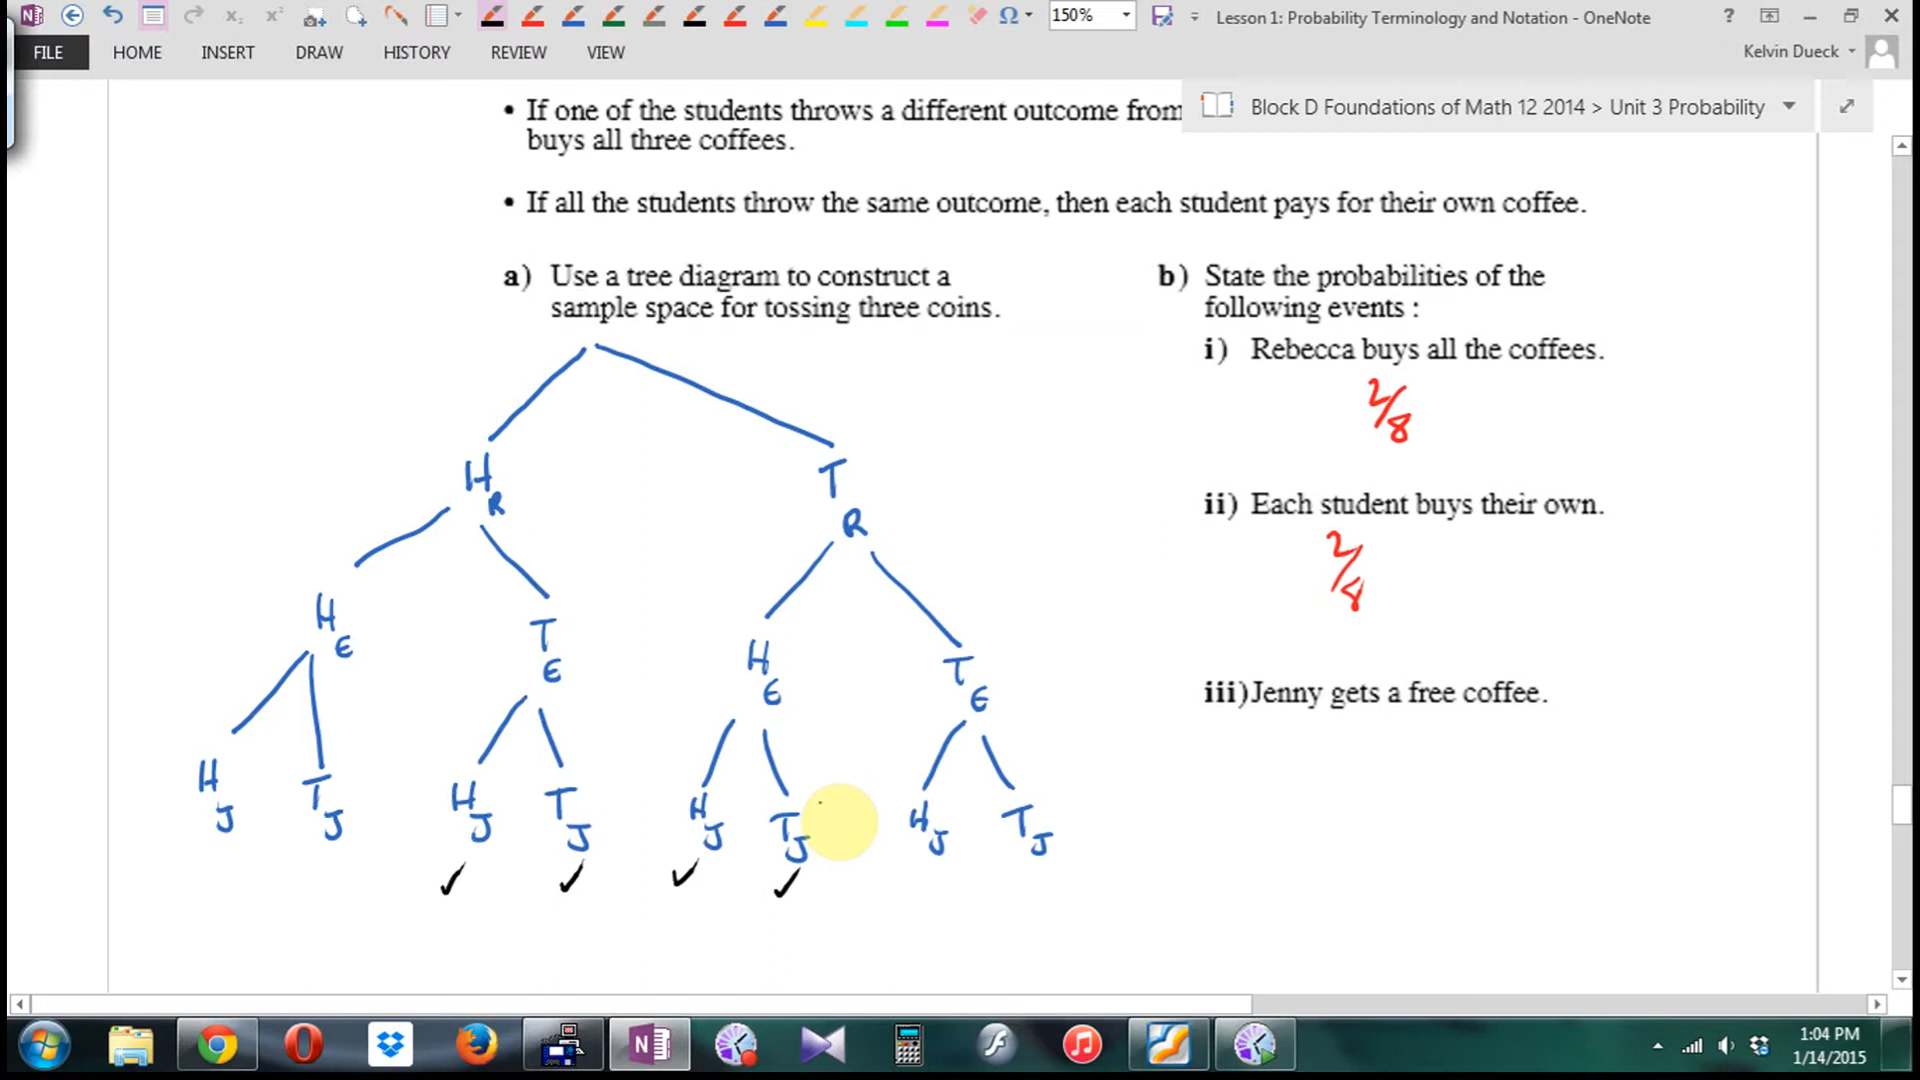 150%
Lesson 1: Probability Terminology and Notation - OneNote
?
FILE HOME INSERT DRAW HISTORY REVIEW VIEW
Kelvin Dueck
Block D Foundations of Math 12 2014 > Unit 3 Probability
• If one of the students throws a different outcome from
buys all three coffees.
• If all the students throw the same outcome, then each student pays for their own coffee.
a) Use a tree diagram to construct a
sample space for tossing three coins.
b) State the probabilities of the
following events :
i) Rebecca buys all the coffees.
2/8
ii) Each student buys their own.
2/8
iii) Jenny gets a free coffee.
H T
R R
H T H T
E E E E
H T H T H T H T
J J J J J J J J
✓ ✓ ✓ ✓
1:04 PM
1/14/2015